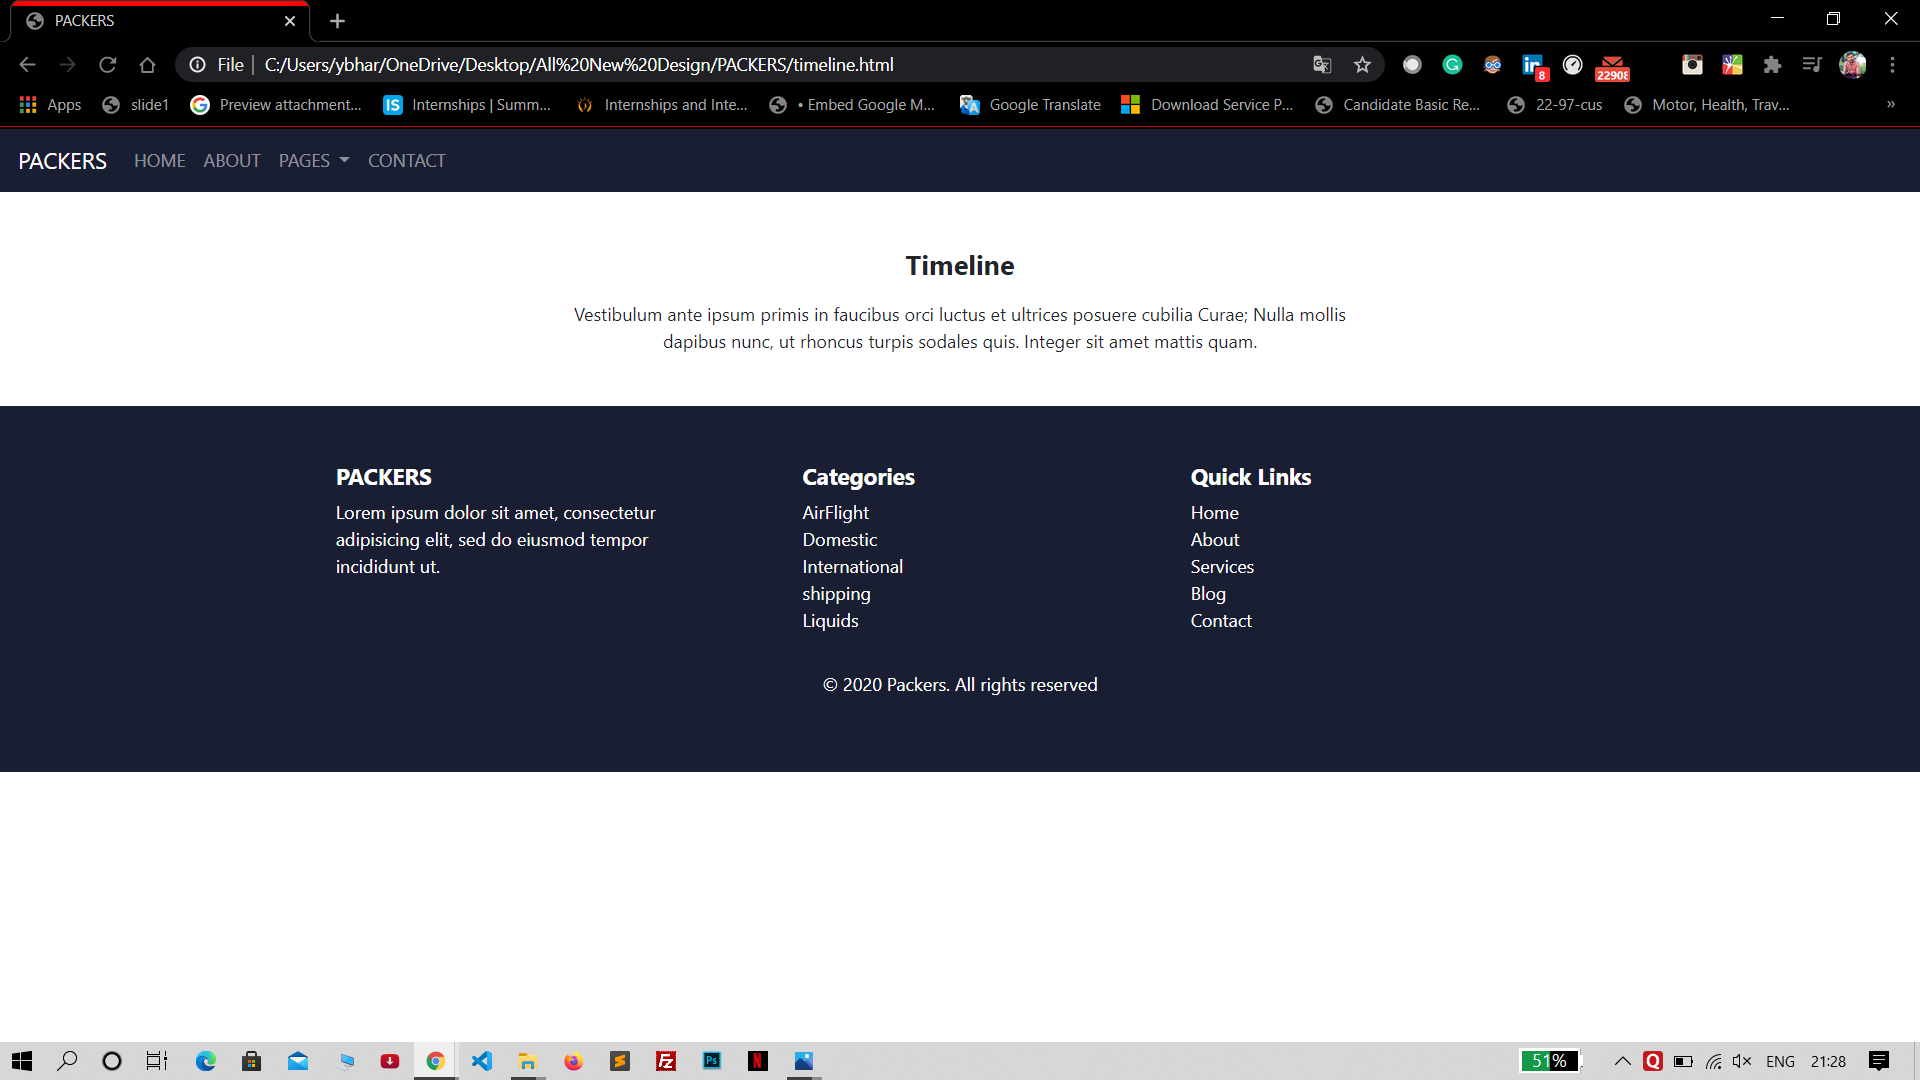 PACKERS
File | C:/Users/ybhar/OneDrive/Desktop/All%20New%20Design/PACKERS/timeline.html
8
22908
Apps slide1 Preview attachment... IS Internships | Summ... Internships and Inte... • Embed Google M... Google Translate Download Service P... Candidate Basic Re... 22-97-cus Motor, Health, Trav... »
PACKERS HOME ABOUT PAGES CONTACT
Timeline
Vestibulum ante ipsum primis in faucibus orci luctus et ultrices posuere cubilia Curae; Nulla mollis
dapibus nunc, ut rhoncus turpis sodales quis. Integer sit amet mattis quam.
PACKERS
Lorem ipsum dolor sit amet, consectetur
adipisicing elit, sed do eiusmod tempor
incididunt ut.
Categories
AirFlight
Domestic
International
shipping
Liquids
Quick Links
Home
About
Services
Blog
Contact
© 2020 Packers. All rights reserved
51% ENG 21:28